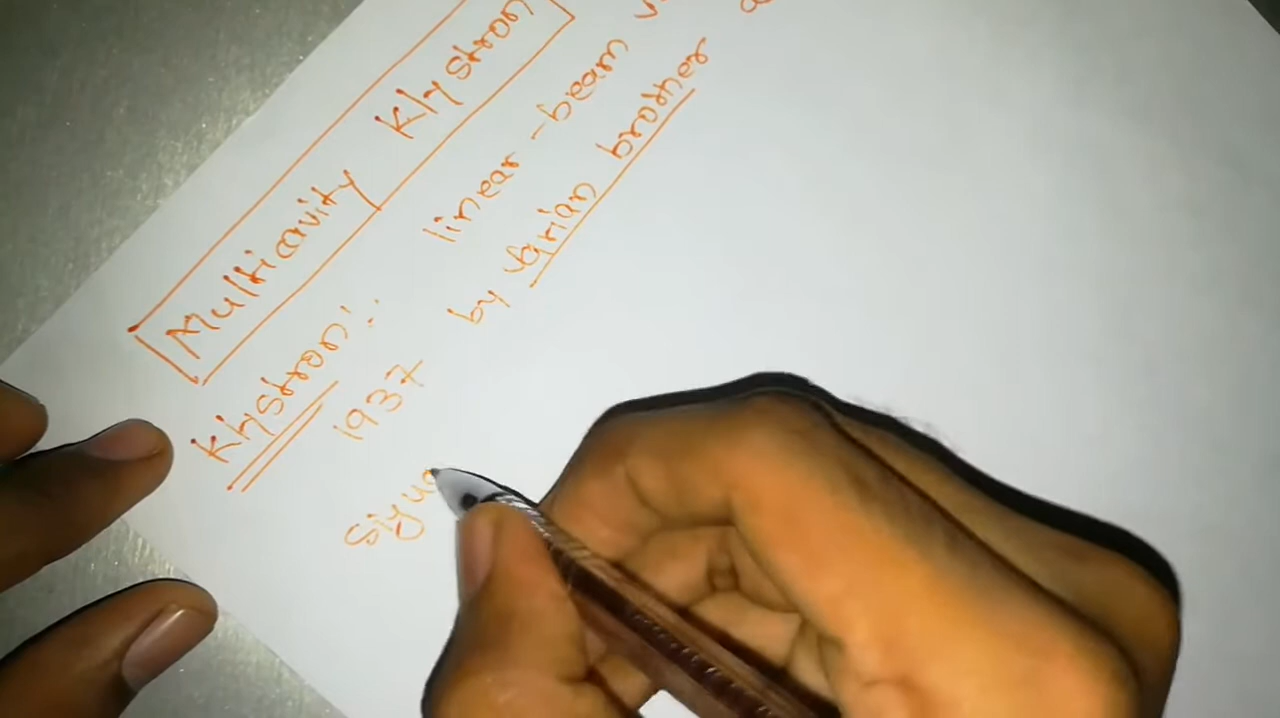 Multicavity Klystron
Klystron:- linear-beam
1937 by Varian brother